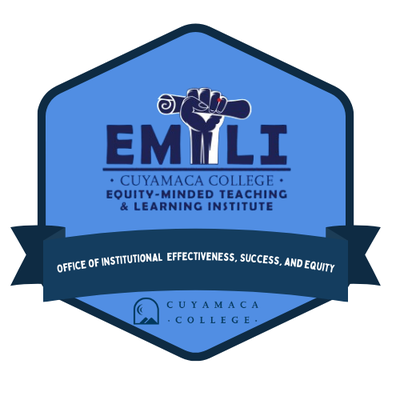 EMTLI
· CUYAMACA COLLEGE ·
EQUITY-MINDED TEACHING
& LEARNING INSTITUTE
OFFICE OF INSTITUTIONAL EFFECTIVENESS, SUCCESS, AND EQUITY
CUYAMACA
· COLLEGE ·